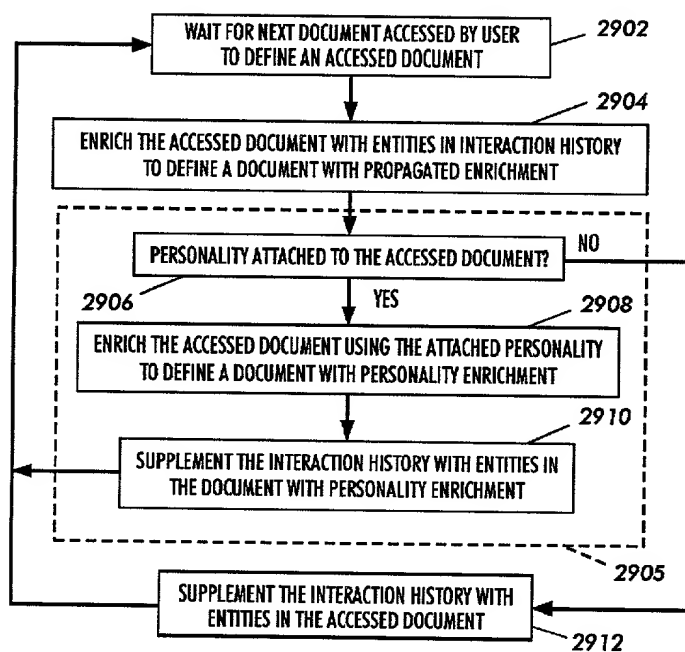 WAIT FOR NEXT DOCUMENT ACCESSED BY USER
TO DEFINE AN ACCESSED DOCUMENT
2902
2904
ENRICH THE ACCESSED DOCUMENT WITH ENTITIES IN INTERACTION HISTORY
TO DEFINE A DOCUMENT WITH PROPAGATED ENRICHMENT
PERSONALITY ATTACHED TO THE ACCESSED DOCUMENT?
NO
2906
YES
2908
ENRICH THE ACCESSED DOCUMENT USING THE ATTACHED PERSONALITY
TO DEFINE A DOCUMENT WITH PERSONALITY ENRICHMENT
2910
SUPPLEMENT THE INTERACTION HISTORY WITH ENTITIES IN
THE DOCUMENT WITH PERSONALITY ENRICHMENT
2905
SUPPLEMENT THE INTERACTION HISTORY WITH
ENTITIES IN THE ACCESSED DOCUMENT
2912